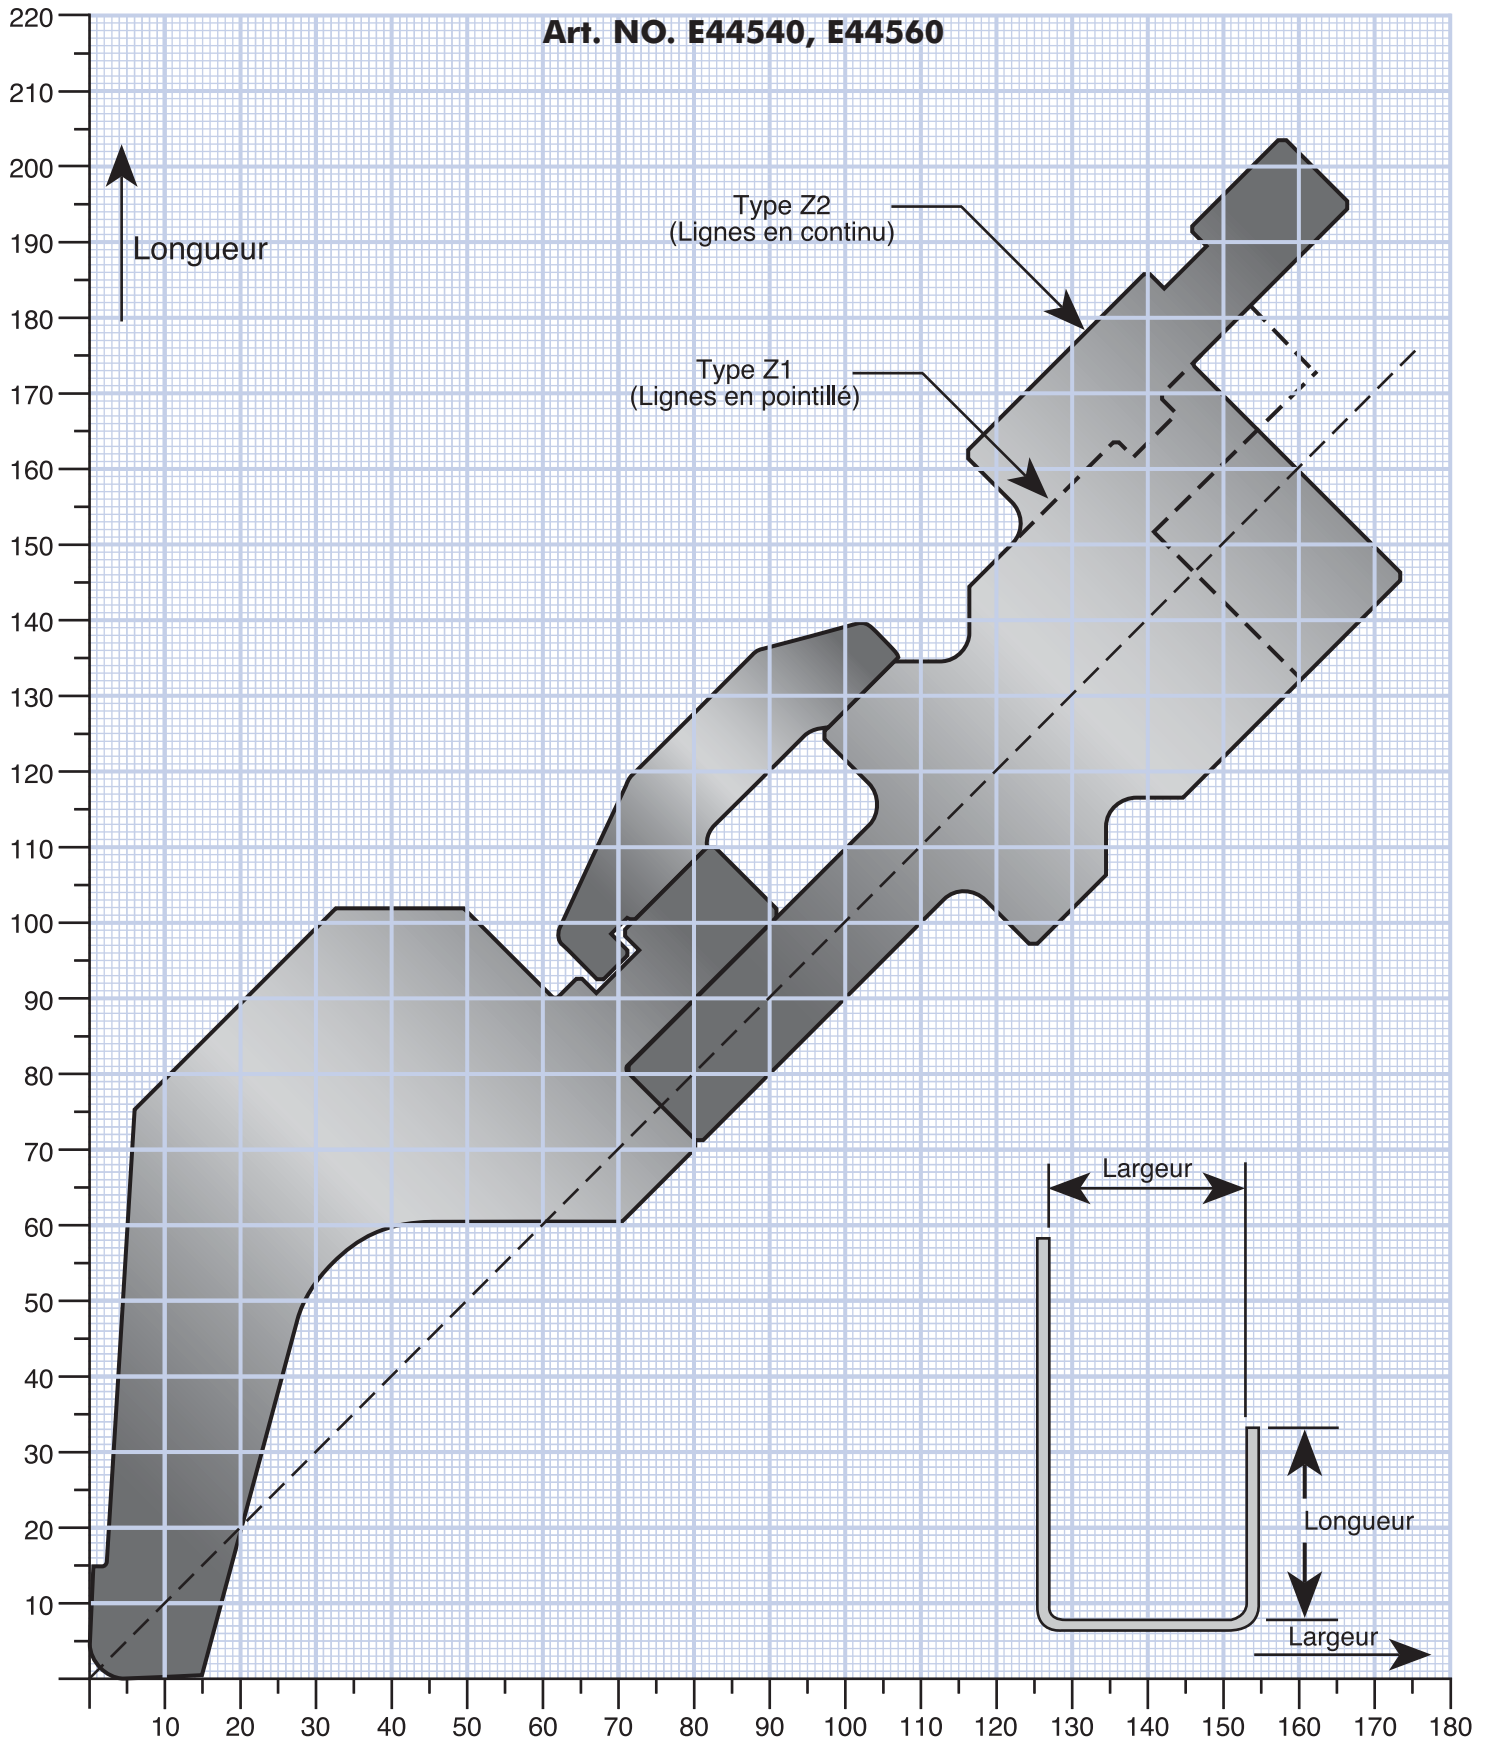 Art. NO. E44540, E44560
220
210
200
190
180
170
160
150
140
130
120
110
100
90
80
70
60
50
40
30
20
10
Longueur
Type Z2
(Lignes en continu)
Type Z1
(Lignes en pointillé)
Largeur
Longueur
Largeur
10 20 30 40 50 60 70 80 90 100 110 120 130 140 150 160 170 180